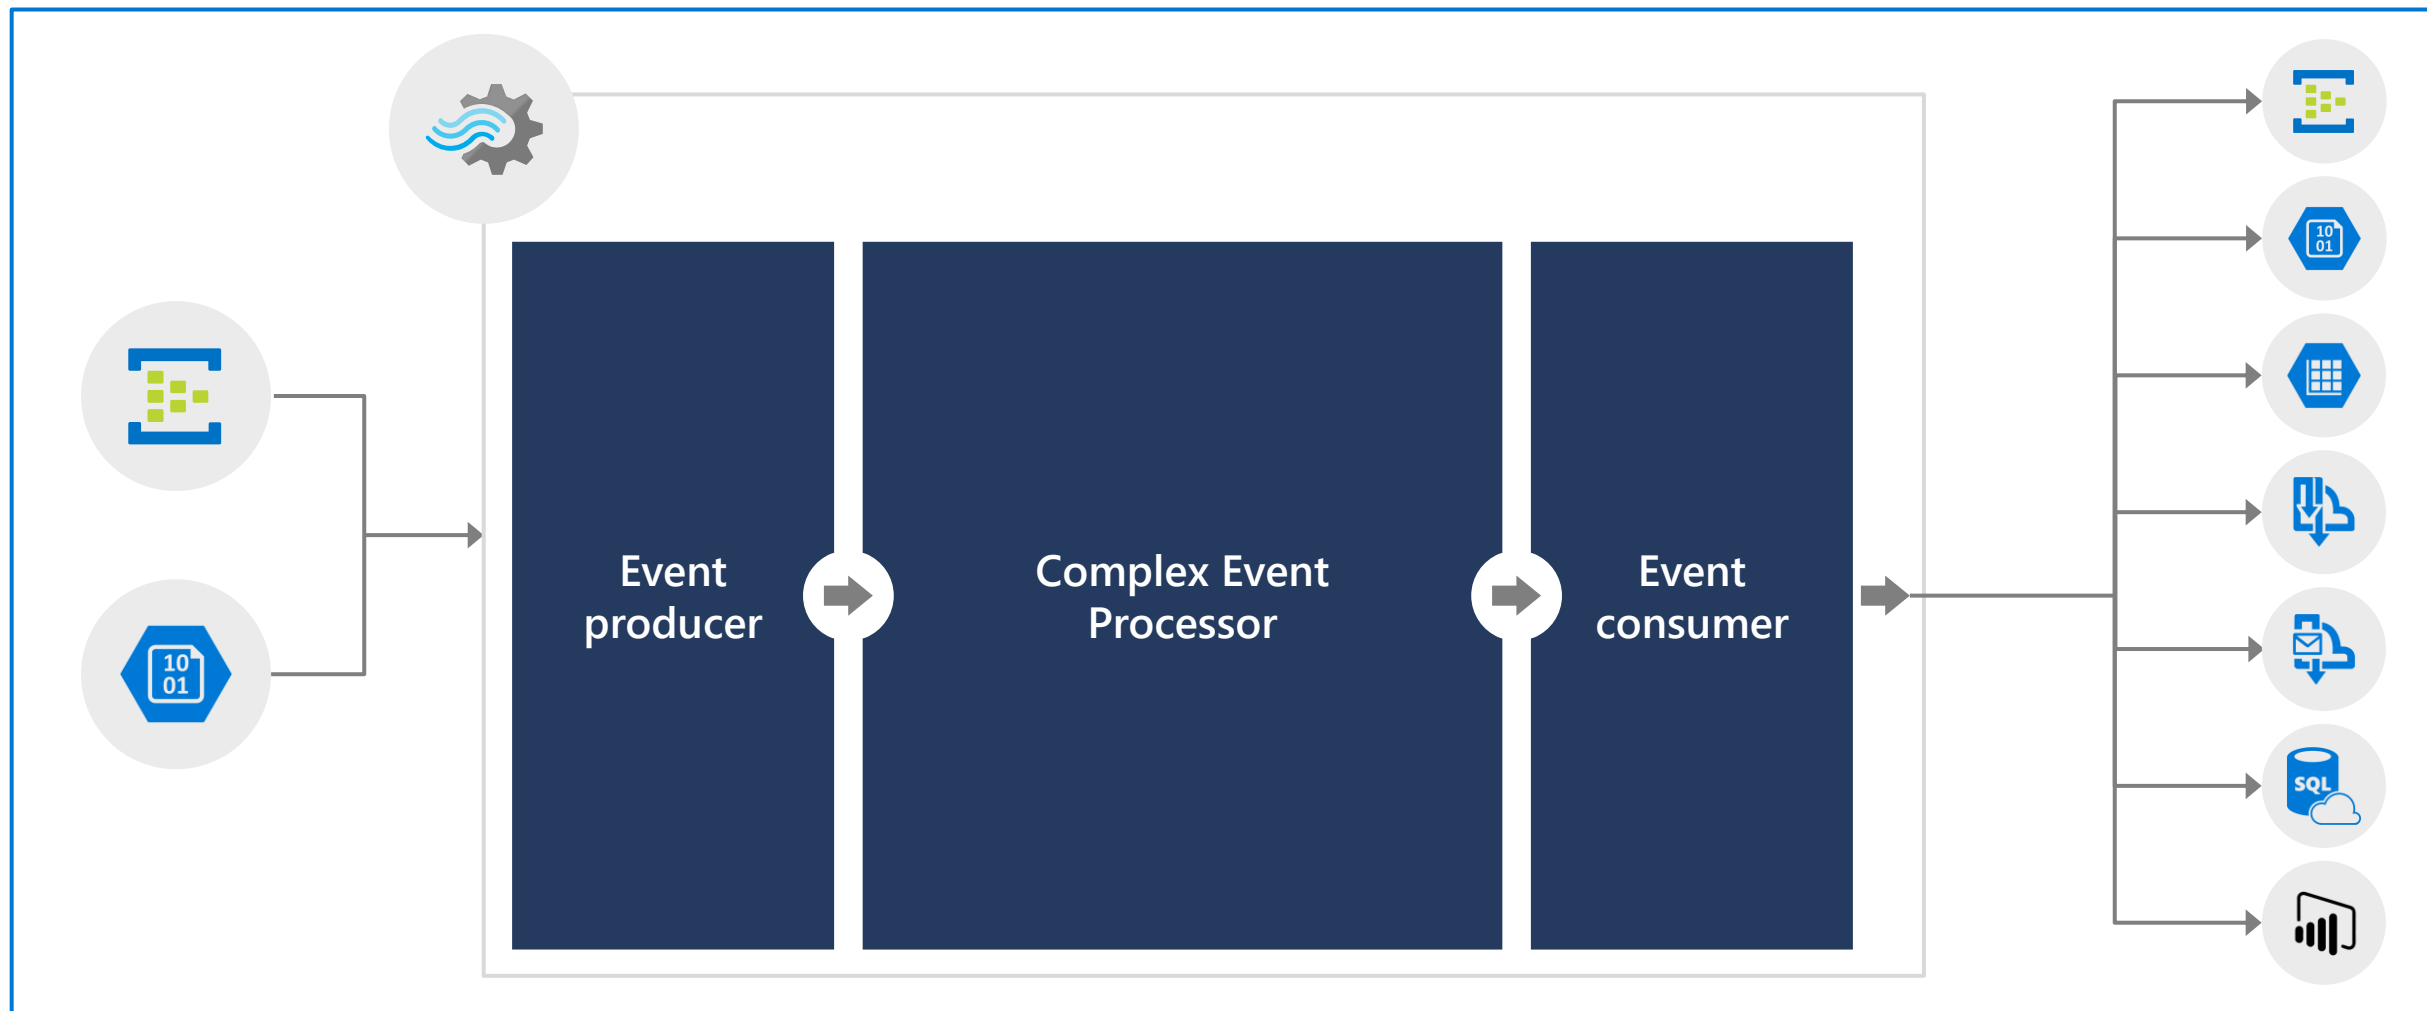 10
01
Event
producer
Complex Event
Processor
Event
consumer
10
01
SQL